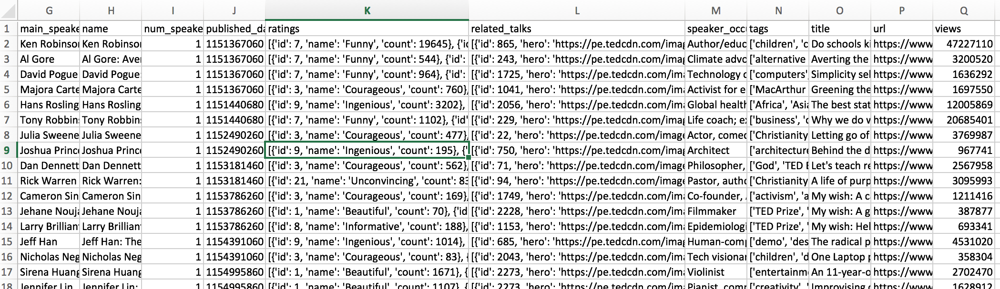 G H I J K L M N O P Q
1 main_speake name num_speake published_da ratings related_talks speaker_occu tags title url views
2 Ken Robinson Ken Robinson 1 1151367060 [{'id': 7, 'name': 'Funny', 'count': 19645}, {'id [{'id': 865, 'hero': 'https://pe.tedcdn.com/imag Author/educ ['children', 'c Do schools ki https://www 47227110
3 Al Gore Al Gore: Aver 1 1151367060 [{'id': 7, 'name': 'Funny', 'count': 544}, {'id': [{'id': 243, 'hero': 'https://pe.tedcdn.com/imag Climate advo ['alternative Averting the https://www 3200520
4 David Pogue David Pogue: 1 1151367060 [{'id': 7, 'name': 'Funny', 'count': 964}, {'id': [{'id': 1725, 'hero': 'https://pe.tedcdn.com/ima Technology c ['computers', Simplicity sel https://www 1636292
5 Majora Carte Majora Carte 1 1151367060 [{'id': 3, 'name': 'Courageous', 'count': 760}, [{'id': 1041, 'hero': 'https://pe.tedcdn.com/ima Activist for e ['MacArthur Greening the https://www 1697550
6 Hans Rosling Hans Rosling 1 1151440680 [{'id': 9, 'name': 'Ingenious', 'count': 3202}, [{'id': 2056, 'hero': 'https://pe.tedcdn.com/ima Global health ['Africa', 'Asia The best stat https://www 12005869
7 Tony Robbins Tony Robbins 1 1151440680 [{'id': 7, 'name': 'Funny', 'count': 1102}, {'id' [{'id': 229, 'hero': 'https://pe.tedcdn.com/imag Life coach; ex ['business', 'c Why we do w https://www 20685401
8 Julia Sweene Julia Sweene 1 1152490260 [{'id': 3, 'name': 'Courageous', 'count': 477}, [{'id': 22, 'hero': 'https://pe.tedcdn.com/image Actor, comed ['Christianity Letting go of https://www 3769987
9 Joshua Princ Joshua Princ 1 1152490260 [{'id': 9, 'name': 'Ingenious', 'count': 195}, {' [{'id': 750, 'hero': 'https://pe.tedcdn.com/imag Architect ['architecture Behind the d https://www 967741
10 Dan Dennett Dan Dennett 1 1153181460 [{'id': 3, 'name': 'Courageous', 'count': 562}, [{'id': 71, 'hero': 'https://pe.tedcdn.com/image Philosopher, ['God', 'TED B Let's teach re https://www 2567958
11 Rick Warren Rick Warren: 1 1153181460 [{'id': 21, 'name': 'Unconvincing', 'count': 83 [{'id': 94, 'hero': 'https://pe.tedcdn.com/image Pastor, autho ['Christianity A life of purp https://www 3095993
12 Cameron Sin Cameron Sin 1 1153786260 [{'id': 3, 'name': 'Courageous', 'count': 169}, [{'id': 1749, 'hero': 'https://pe.tedcdn.com/ima Co-founder, ['activism', 'a My wish: A c https://www 1211416
13 Jehane Nouja Jehane Nouja 1 1153786260 [{'id': 1, 'name': 'Beautiful', 'count': 70}, {'id [{'id': 2228, 'hero': 'https://pe.tedcdn.com/ima Filmmaker ['TED Prize', ' My wish: A g https://www 387877
14 Larry Brilliant Larry Brilliant 1 1153786260 [{'id': 8, 'name': 'Informative', 'count': 188}, [{'id': 1153, 'hero': 'https://pe.tedcdn.com/ima Epidemiologi ['TED Prize', ' My wish: Hel https://www 693341
15 Jeff Han Jeff Han: The 1 1154391060 [{'id': 9, 'name': 'Ingenious', 'count': 1014}, [{'id': 685, 'hero': 'https://pe.tedcdn.com/imag Human-comp ['demo', 'des The radical p https://www 4531020
16 Nicholas Neg Nicholas Neg 1 1154391060 [{'id': 3, 'name': 'Courageous', 'count': 83}, { [{'id': 2043, 'hero': 'https://pe.tedcdn.com/ima Tech visionar ['children', 'd One Laptop p https://www 358304
17 Sirena Huang Sirena Huang 1 1154995860 [{'id': 1, 'name': 'Beautiful', 'count': 1671}, { [{'id': 2273, 'hero': 'https://pe.tedcdn.com/ima Violinist ['entertainm An 11-year-o https://www 2702470
18 Jennifer Lin Jennifer Lin: 1 1154995860 [{'id': 1, 'name': 'Beautiful', 'count': 1107}, { [{'id': 2273, 'hero': 'https://pe.tedcdn.com/ima Pianist, com ['creativity', ' Improvising https://www 1628912